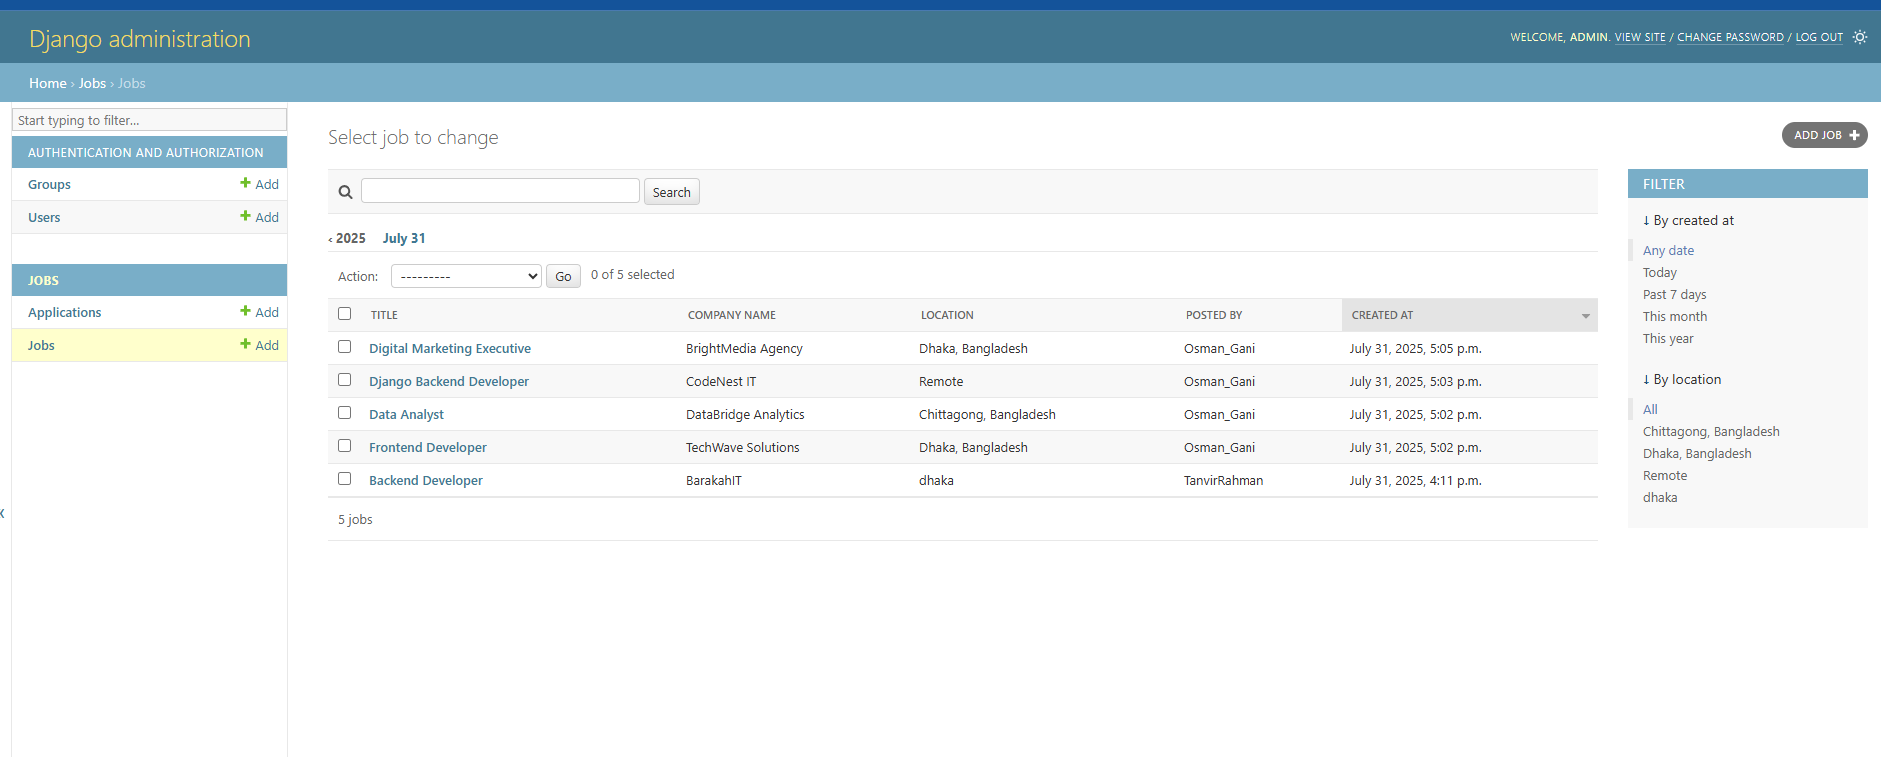 Django administration
WELCOME, ADMIN. VIEW SITE / CHANGE PASSWORD / LOG OUT
Home › Jobs › Jobs
Start typing to filter...
AUTHENTICATION AND AUTHORIZATION
Groups + Add
Users + Add
JOBS
Applications + Add
Jobs + Add
Select job to change
ADD JOB +
Search
‹ 2025 July 31
Action: --------- Go 0 of 5 selected
TITLE COMPANY NAME LOCATION POSTED BY CREATED AT
Digital Marketing Executive BrightMedia Agency Dhaka, Bangladesh Osman_Gani July 31, 2025, 5:05 p.m.
Django Backend Developer CodeNest IT Remote Osman_Gani July 31, 2025, 5:03 p.m.
Data Analyst DataBridge Analytics Chittagong, Bangladesh Osman_Gani July 31, 2025, 5:02 p.m.
Frontend Developer TechWave Solutions Dhaka, Bangladesh Osman_Gani July 31, 2025, 5:02 p.m.
Backend Developer BarakahIT dhaka TanvirRahman July 31, 2025, 4:11 p.m.
5 jobs
FILTER
↓ By created at
Any date
Today
Past 7 days
This month
This year
↓ By location
All
Chittagong, Bangladesh
Dhaka, Bangladesh
Remote
dhaka